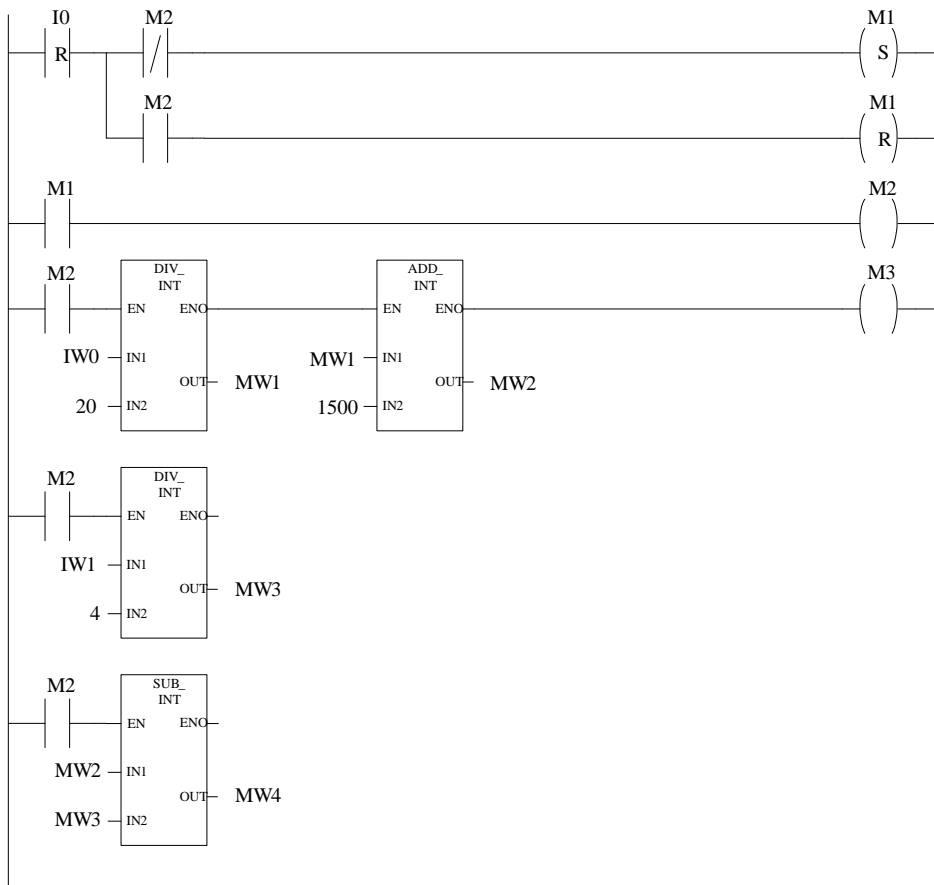 I0 M2 M1
R S
M2 M1
R
M1 M2
M2 DIV_ INT ADD_ INT M3
EN ENO EN ENO
IW0 IN1 MW1 IN1
OUT MW1 OUT MW2
20 IN2 1500 IN2
M2 DIV_ INT
EN ENO
IW1 IN1
OUT MW3
4 IN2
M2 SUB_ INT
EN ENO
MW2 IN1
OUT MW4
MW3 IN2